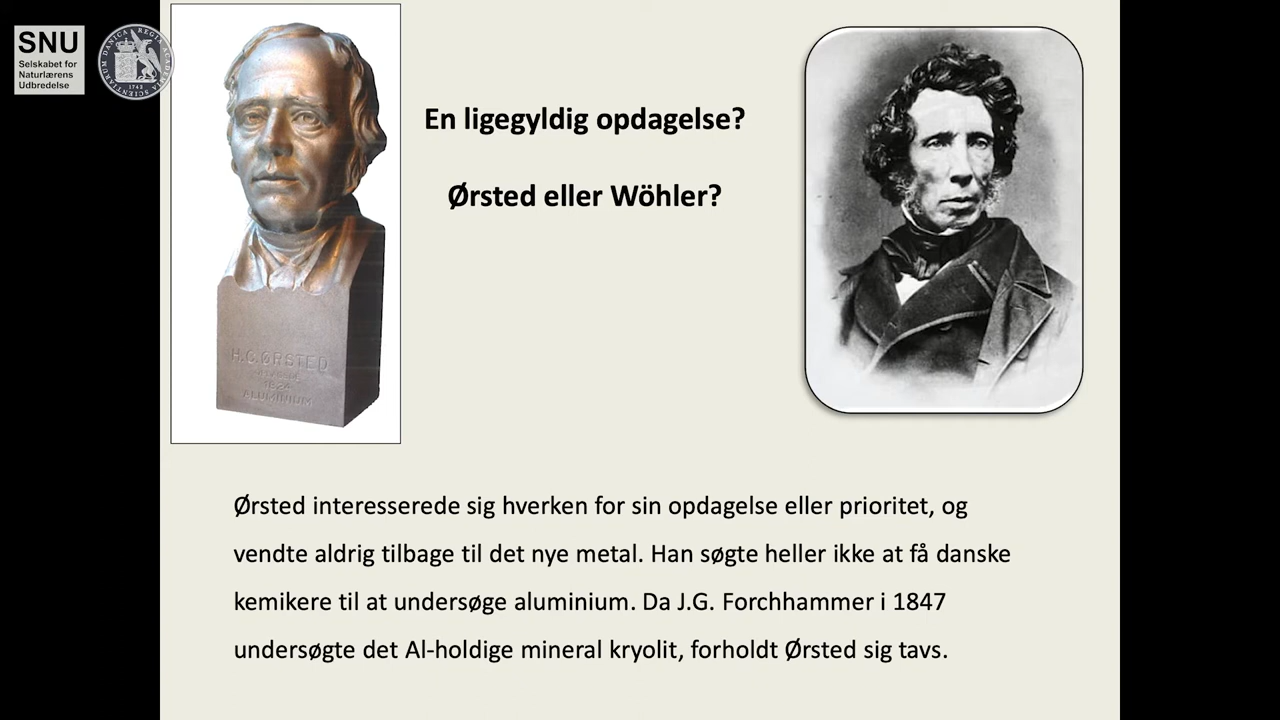 SNU
Selskabet for
Naturlærens
Udbredelse
1742
En ligegyldig opdagelse?
Ørsted eller Wöhler?
H.C.ØRSTED
1824
ALUMINIUM
Ørsted interesserede sig hverken for sin opdagelse eller prioritet, og
vendte aldrig tilbage til det nye metal. Han søgte heller ikke at få danske
kemikere til at undersøge aluminium. Da J.G. Forchhammer i 1847
undersøgte det Al-holdige mineral kryolit, forholdt Ørsted sig tavs.